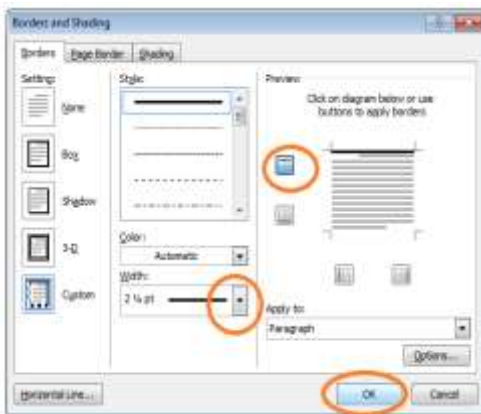 Borders and Shading
Borders Page Border Shading
Setting:
None
Box
Shadow
3-D
Custom
Style:
Color:
Automatic
Width:
2 ¼ pt
Preview
Click on diagram below or use
buttons to apply borders
Apply to:
Paragraph
Options...
Horizontal Line...
OK
Cancel